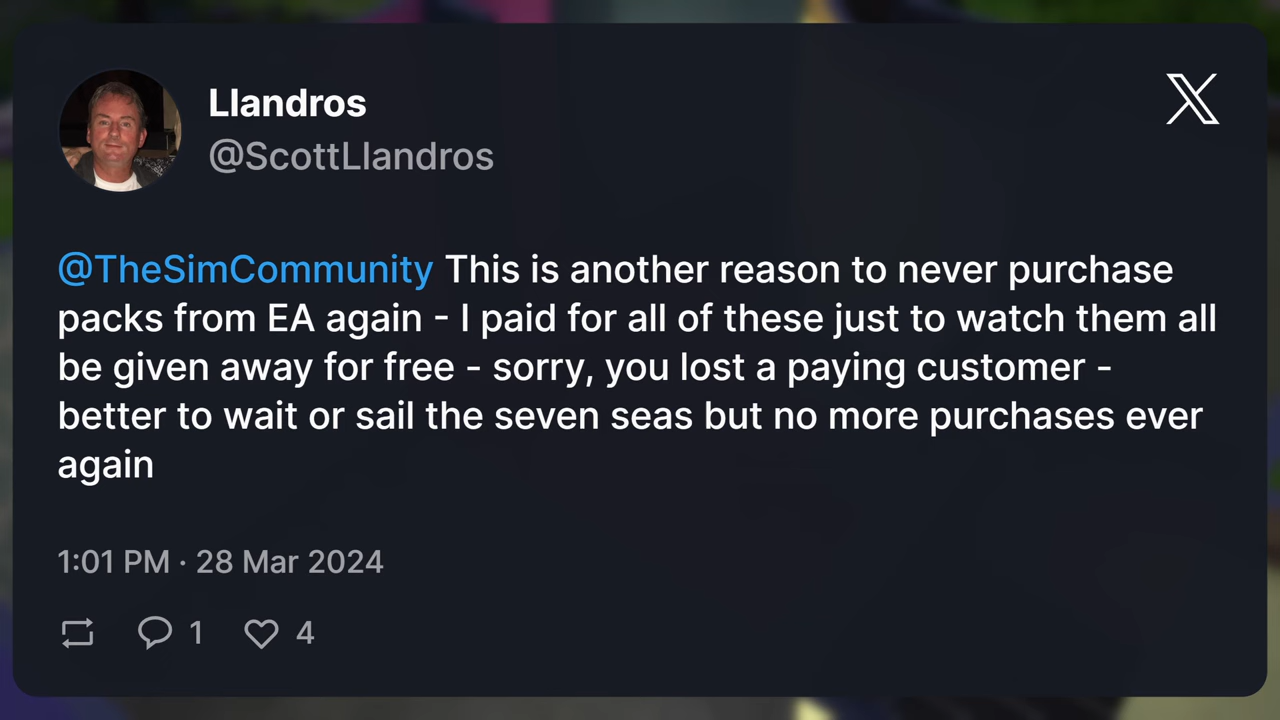 Llandros
@ScottLlandros
@TheSimCommunity This is another reason to never purchase
packs from EA again - I paid for all of these just to watch them all
be given away for free - sorry, you lost a paying customer -
better to wait or sail the seven seas but no more purchases ever
again
1:01 PM · 28 Mar 2024
1 4